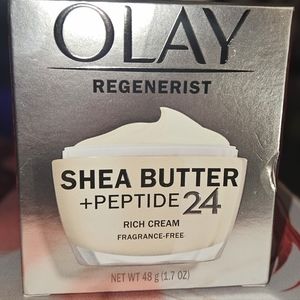 OLAY
REGENERIST
SHEA BUTTER
+PEPTIDE 24
RICH CREAM
FRAGRANCE-FREE
NET WT 48 g (1.7 OZ)